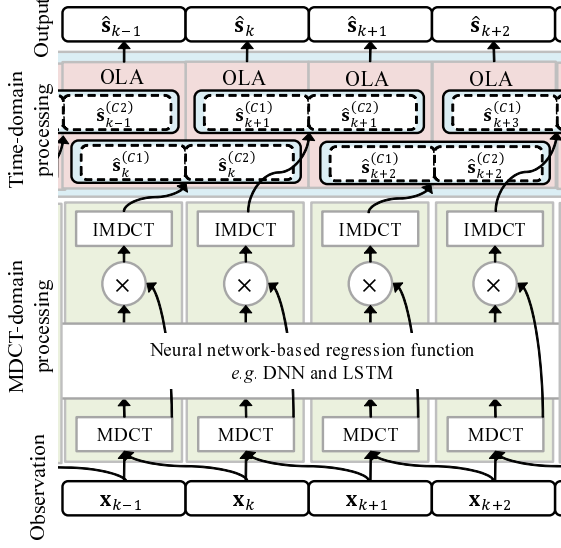 Output
ŝ_{k−1} ŝ_k ŝ_{k+1} ŝ_{k+2}
Time-domain
processing
OLA OLA OLA OLA
ŝ_{k−1}^{(C2)} ŝ_{k+1}^{(C1)} ŝ_{k+1}^{(C2)} ŝ_{k+3}^{(C1)}
ŝ_k^{(C1)} ŝ_k^{(C2)} ŝ_{k+2}^{(C1)} ŝ_{k+2}^{(C2)}
MDCT-domain
processing
IMDCT IMDCT IMDCT IMDCT
× × × ×
Neural network-based regression function
e.g. DNN and LSTM
MDCT MDCT MDCT MDCT
Observation
x_{k−1} x_k x_{k+1} x_{k+2}